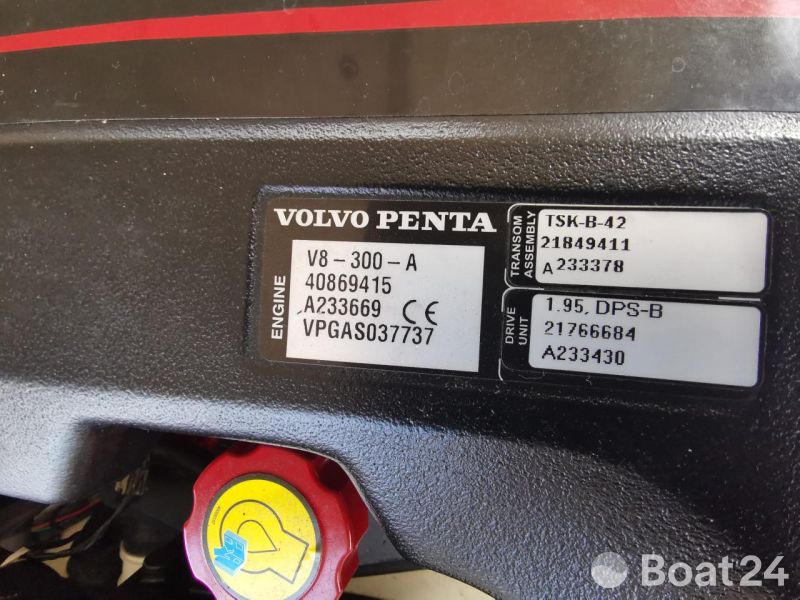 VOLVO PENTA
ENGINE
V8-300-A
40869415
A233669 CE
VPGAS037737
TRANSOM
ASSEMBLY
TSK-B-42
21849411
A 233378
DRIVE
UNIT
1.95, DPS-B
21766684
A233430
Boat24